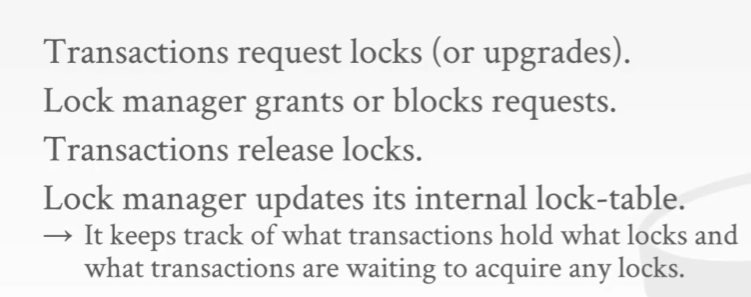 Transactions request locks (or upgrades).
Lock manager grants or blocks requests.
Transactions release locks.
Lock manager updates its internal lock-table.
→ It keeps track of what transactions hold what locks and
what transactions are waiting to acquire any locks.